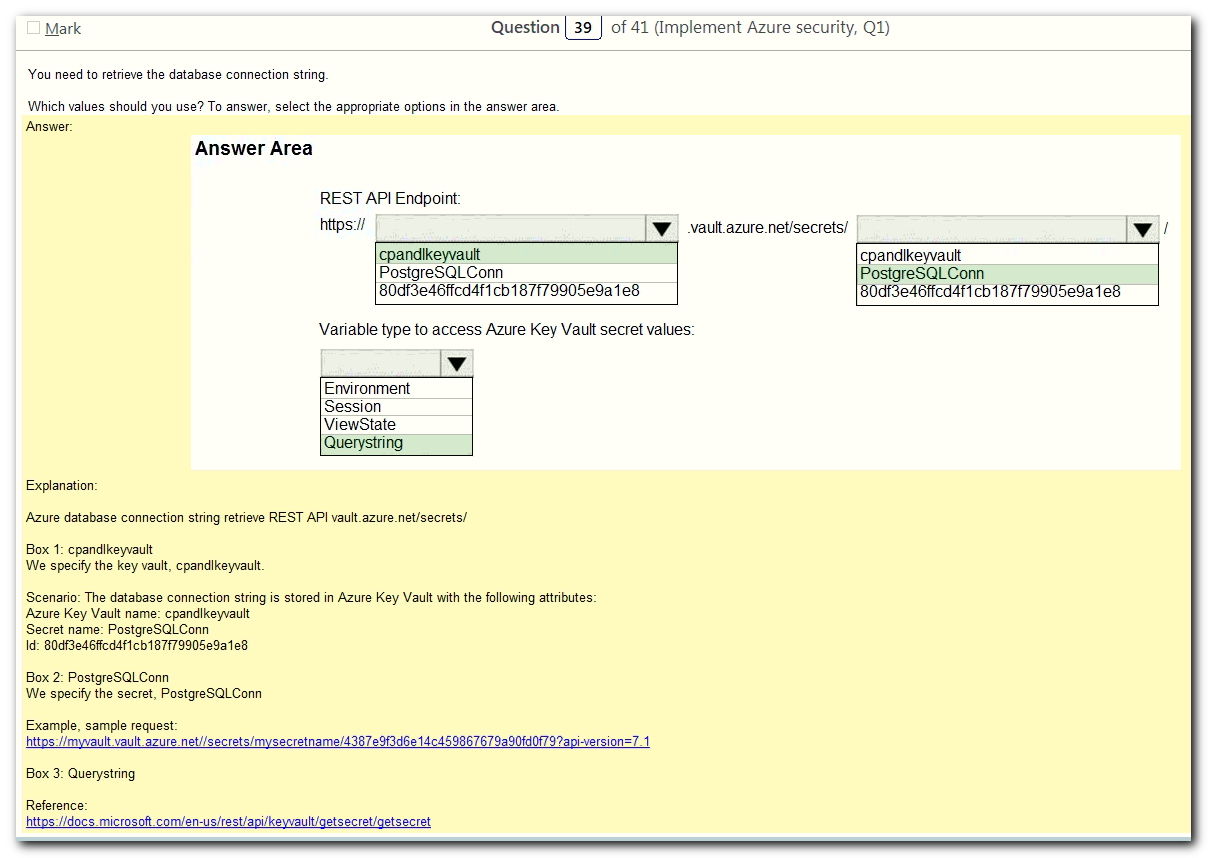 Mark
Question 39 of 41 (Implement Azure security, Q1)
You need to retrieve the database connection string.
Which values should you use? To answer, select the appropriate options in the answer area.
Answer:
Answer Area
REST API Endpoint:
https:// .vault.azure.net/secrets/ /
cpandlkeyvault
PostgreSQLConn
80df3e46ffcd4f1cb187f79905e9a1e8
cpandlkeyvault
PostgreSQLConn
80df3e46ffcd4f1cb187f79905e9a1e8
Variable type to access Azure Key Vault secret values:
Environment
Session
ViewState
Querystring
Explanation:
Azure database connection string retrieve REST API vault.azure.net/secrets/
Box 1: cpandlkeyvault
We specify the key vault, cpandlkeyvault.
Scenario: The database connection string is stored in Azure Key Vault with the following attributes:
Azure Key Vault name: cpandlkeyvault
Secret name: PostgreSQLConn
Id: 80df3e46ffcd4f1cb187f79905e9a1e8
Box 2: PostgreSQLConn
We specify the secret, PostgreSQLConn
Example, sample request:
https://myvault.vault.azure.net//secrets/mysecretname/4387e9f3d6e14c459867679a90fd0f79?api-version=7.1
Box 3: Querystring
Reference:
https://docs.microsoft.com/en-us/rest/api/keyvault/getsecret/getsecret